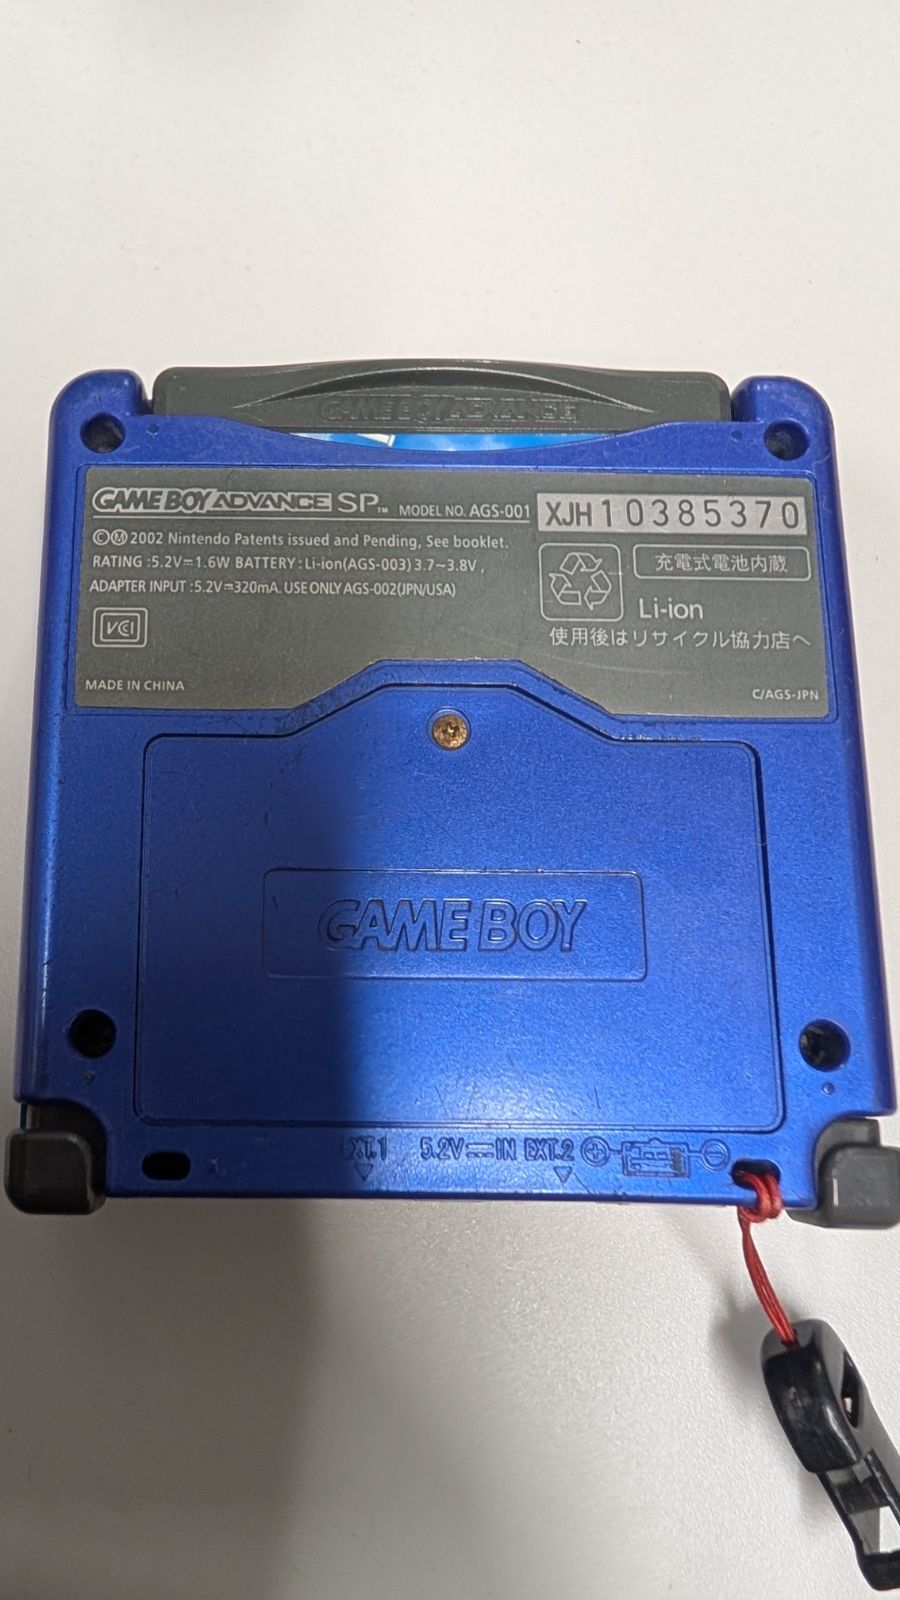 GAME BOY ADVANCE
GAME BOY ADVANCE SP™ MODEL NO. AGS-001 XJH10385370
©Ⓜ 2002 Nintendo Patents issued and Pending, See booklet.
RATING :5.2V⎓1.6W BATTERY : Li-ion(AGS-003) 3.7~3.8V ,
ADAPTER INPUT :5.2V⎓320mA. USE ONLY AGS-002(JPN/USA)
充電式電池内蔵
Li-ion
使用後はリサイクル協力店へ
VCI
MADE IN CHINA
C/AGS-JPN
GAME BOY
EXT.1 5.2V⎓IN EXT.2